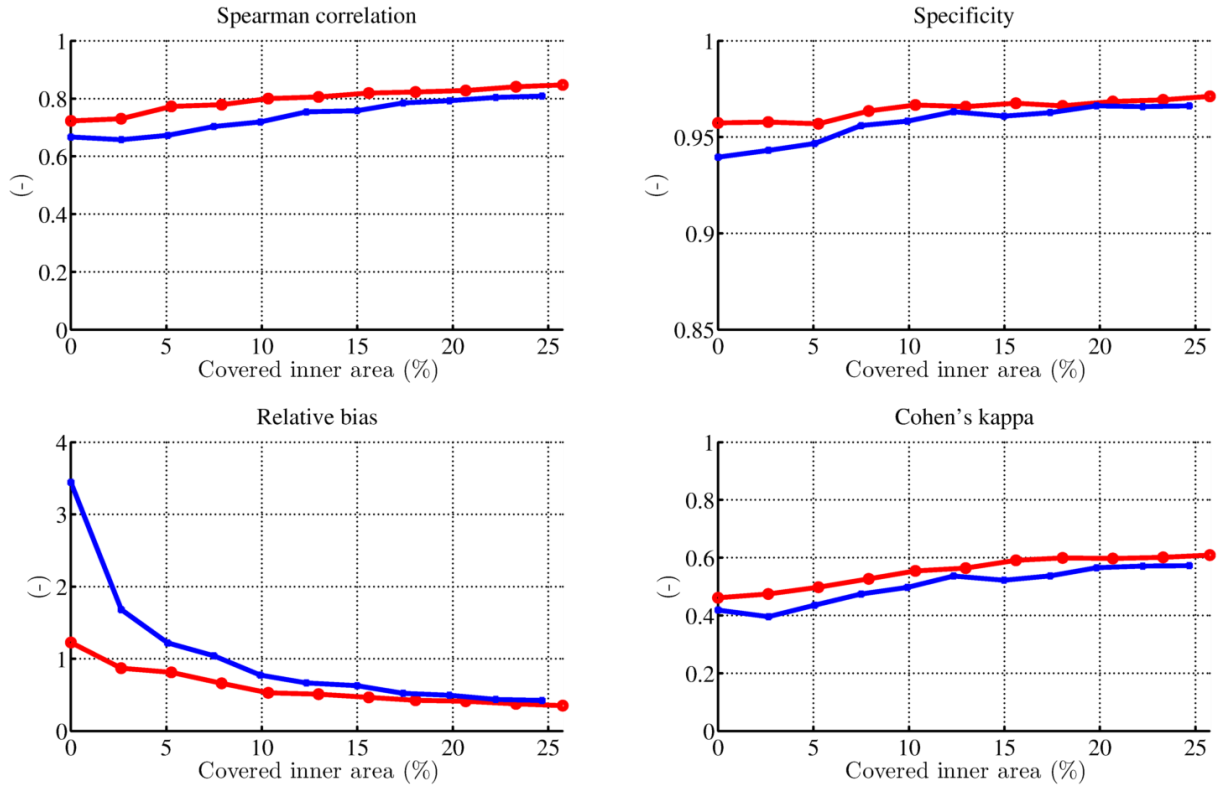 Spearman correlation
1
0.8
0.6
0.4
0.2
0
(-)
0 5 10 15 20 25
Covered inner area (%)
Specificity
1
0.95
0.9
0.85
(-)
0 5 10 15 20 25
Covered inner area (%)
Relative bias
4
3
2
1
0
(-)
0 5 10 15 20 25
Covered inner area (%)
Cohen's kappa
1
0.8
0.6
0.4
0.2
0
(-)
0 5 10 15 20 25
Covered inner area (%)